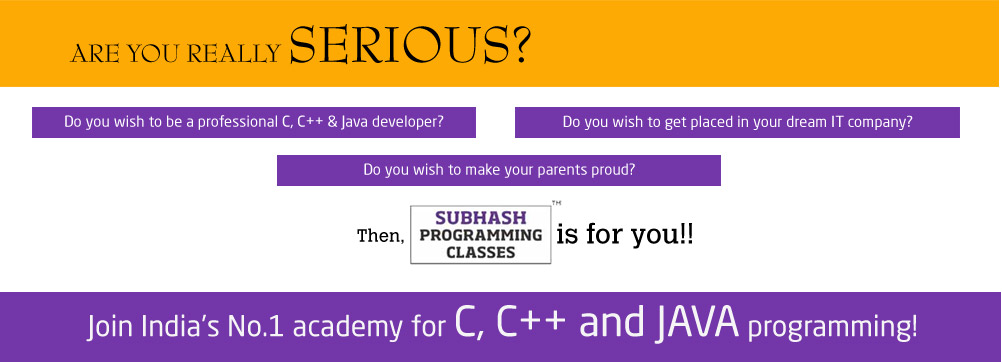 ARE YOU REALLY SERIOUS?
Do you wish to be a professional C, C++ & Java developer?
Do you wish to get placed in your dream IT company?
Do you wish to make your parents proud?
Then, SUBHASH PROGRAMMING CLASSES™ is for you!!
Join India's No.1 academy for C, C++ and JAVA programming!